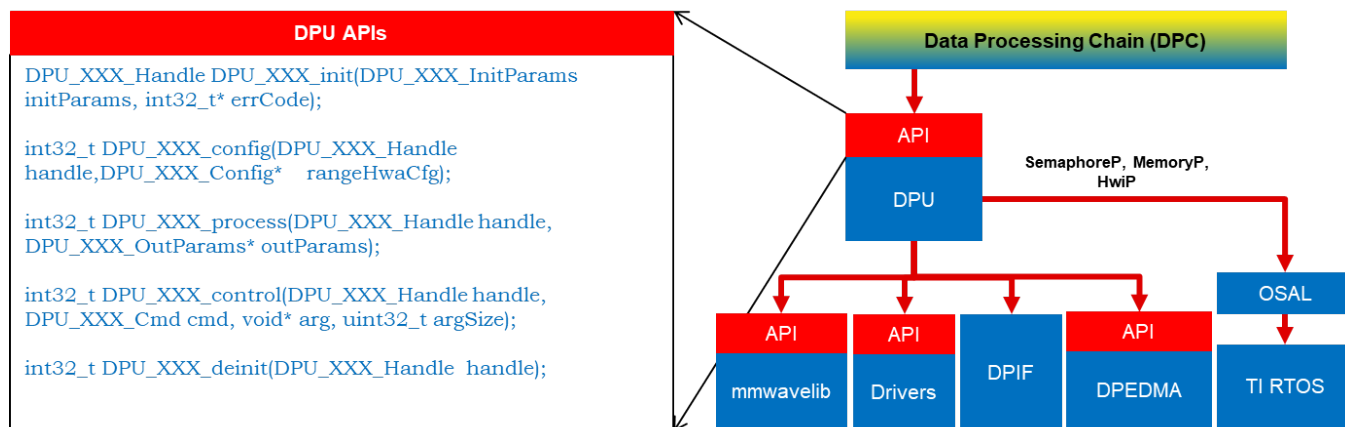 DPU APIs
DPU_XXX_Handle DPU_XXX_init(DPU_XXX_InitParams
initParams, int32_t* errCode);
int32_t DPU_XXX_config(DPU_XXX_Handle
handle,DPU_XXX_Config* rangeHwaCfg);
int32_t DPU_XXX_process(DPU_XXX_Handle handle,
DPU_XXX_OutParams* outParams);
int32_t DPU_XXX_control(DPU_XXX_Handle handle,
DPU_XXX_Cmd cmd, void* arg, uint32_t argSize);
int32_t DPU_XXX_deinit(DPU_XXX_Handle handle);
Data Processing Chain (DPC)
API
DPU
SemaphoreP, MemoryP,
HwiP
OSAL
API
mmwavelib
API
Drivers
DPIF
API
DPEDMA
TI RTOS